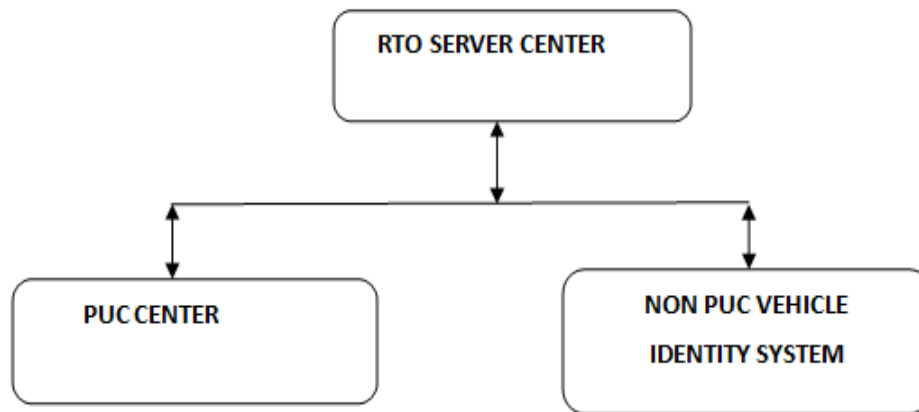 RTO SERVER CENTER
PUC CENTER
NON PUC VEHICLE
IDENTITY SYSTEM